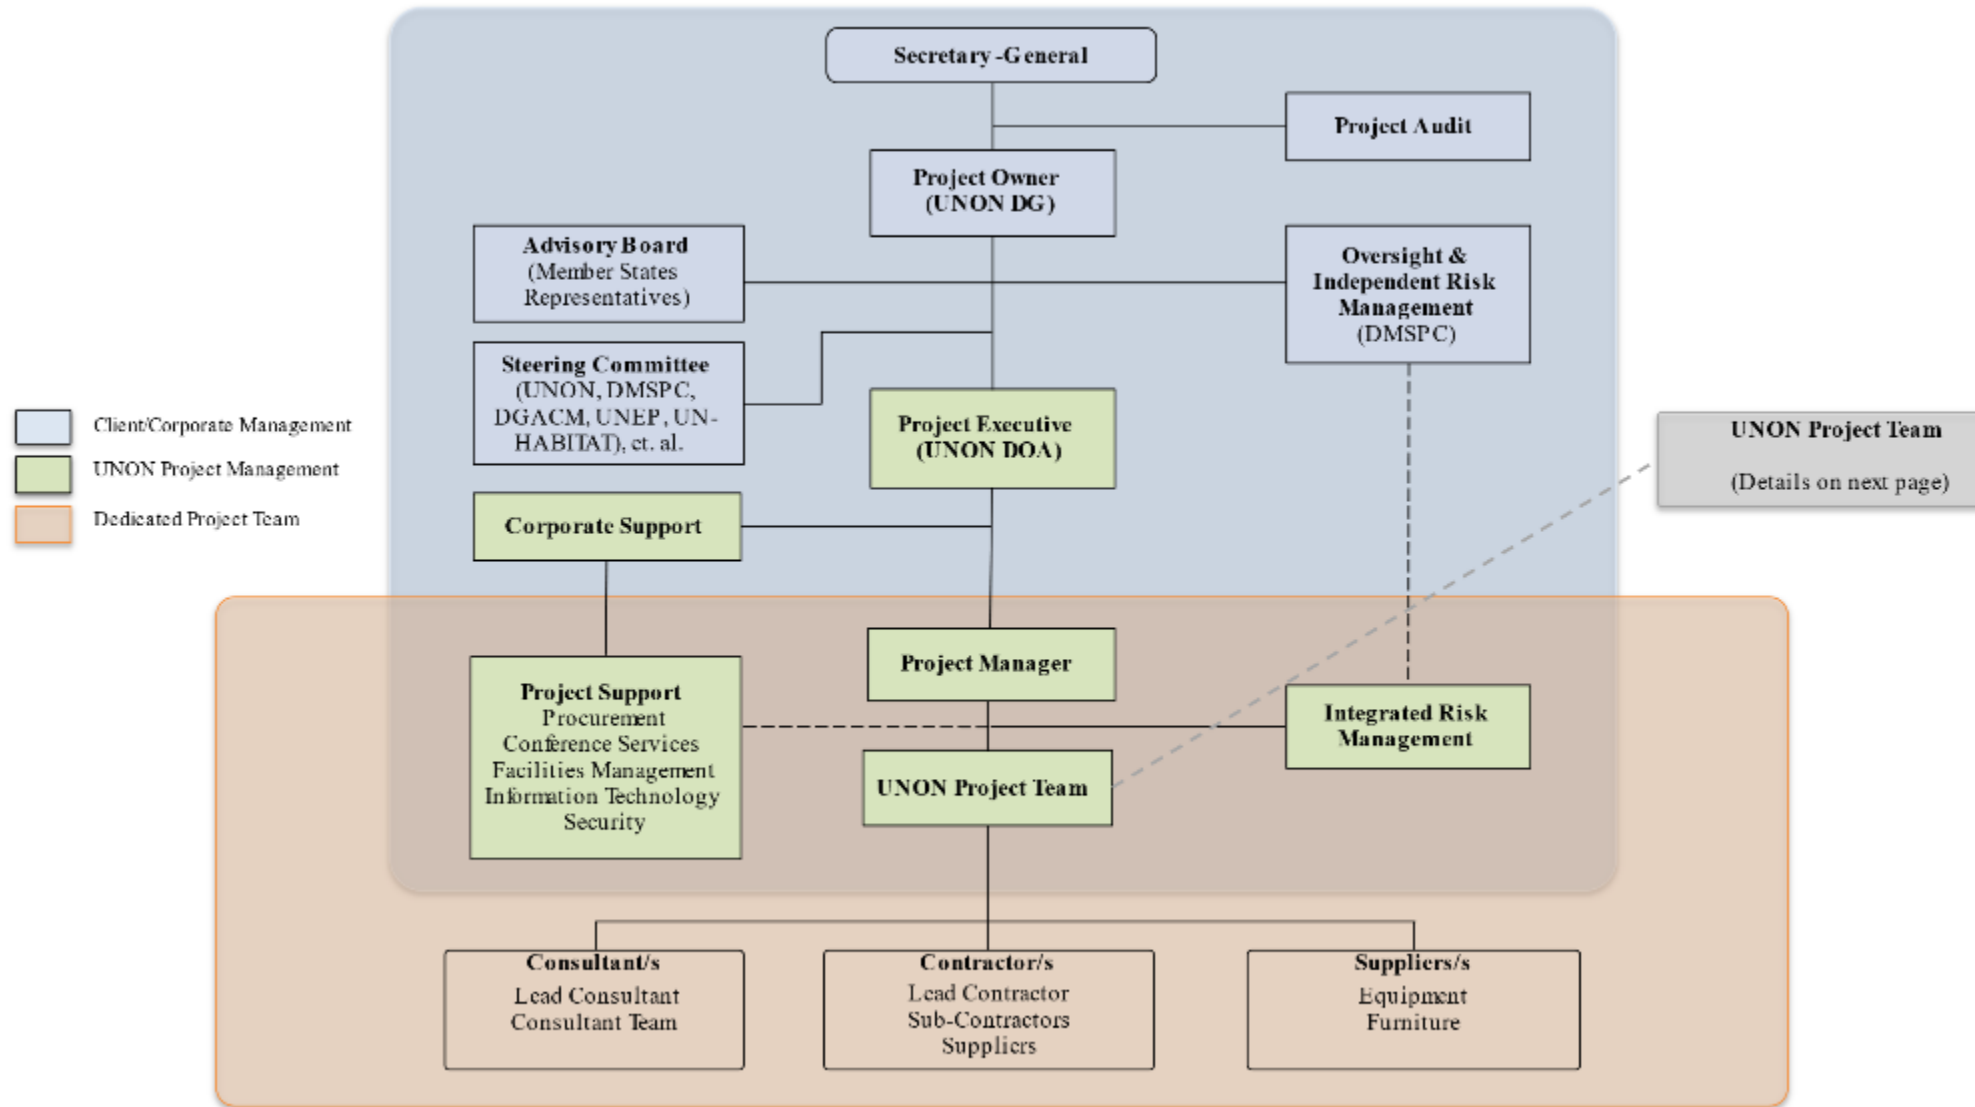 Secretary-General
Project Audit
Project Owner
(UNON DG)
Advisory Board
(Member States
Representatives)
Oversight &
Independent Risk
Management
(DMSPC)
Steering Committee
(UNON, DMSPC,
DGACM, UNEP, UN-
HABITAT), ct. al.
Project Executive
(UNON DOA)
Client/Corporate Management
UNON Project Management
Dedicated Project Team
UNON Project Team
(Details on next page)
Corporate Support
Project Manager
Project Support
Procurement
Conference Services
Facilities Management
Information Technology
Security
Integrated Risk
Management
UNON Project Team
Consultant/s
Lead Consultant
Consultant Team
Contractor/s
Lead Contractor
Sub-Contractors
Suppliers
Suppliers/s
Equipment
Furniture